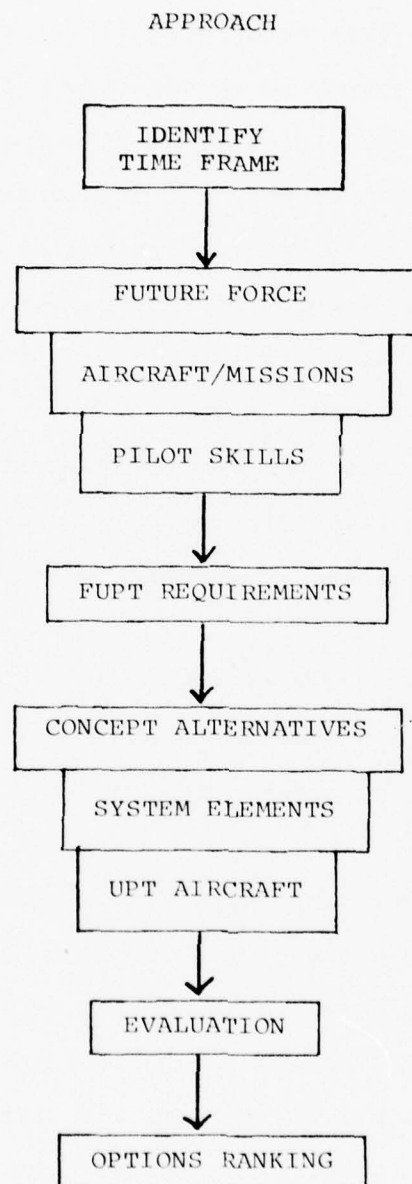 APPROACH
IDENTIFY
TIME FRAME
FUTURE FORCE
AIRCRAFT/MISSIONS
PILOT SKILLS
FUPT REQUIREMENTS
CONCEPT ALTERNATIVES
SYSTEM ELEMENTS
UPT AIRCRAFT
EVALUATION
OPTIONS RANKING